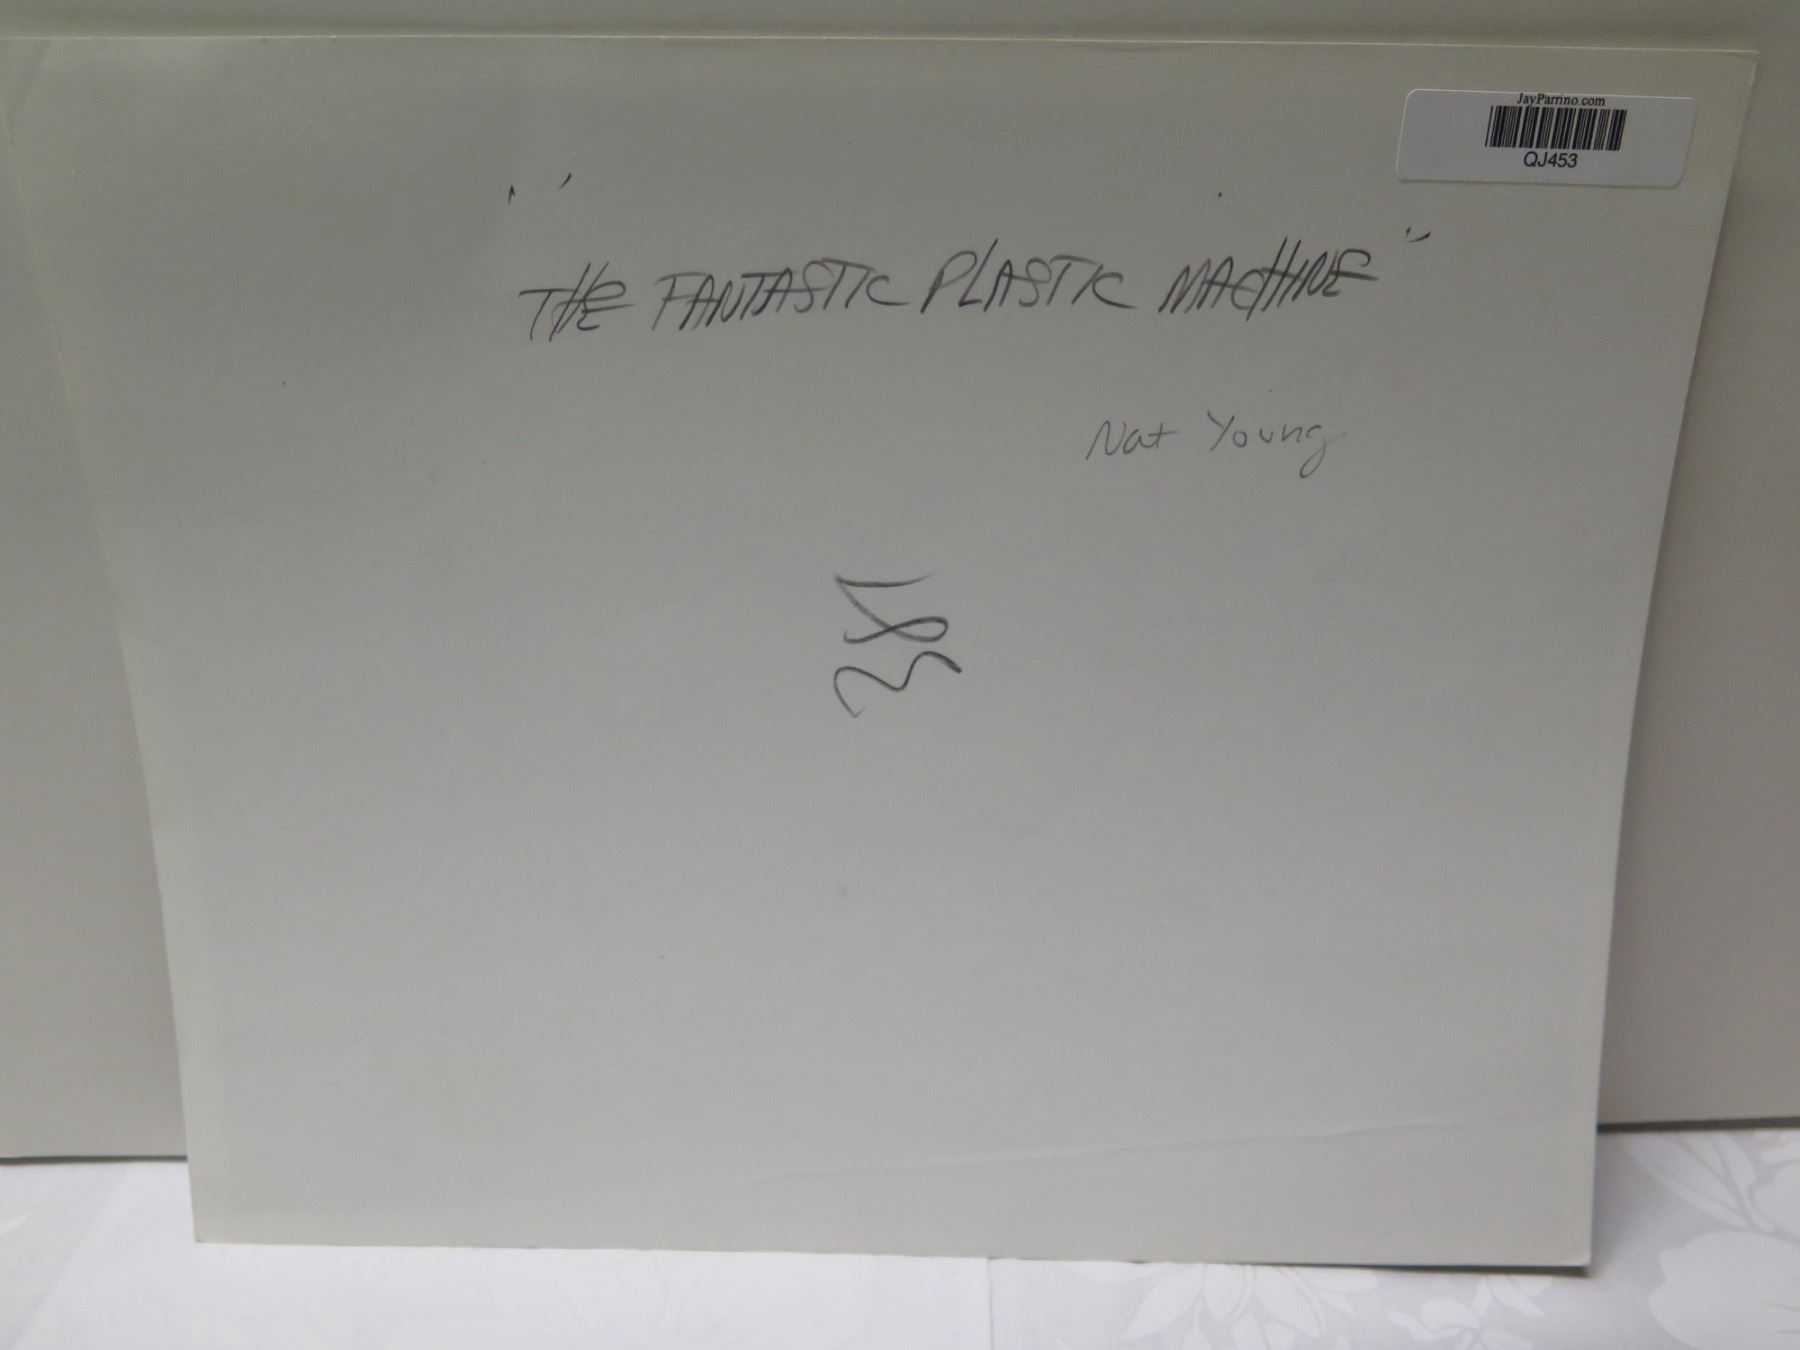 JayParrino.com
QJ453
"THE FANTASTIC PLASTIC MACHINE"
Nat Young